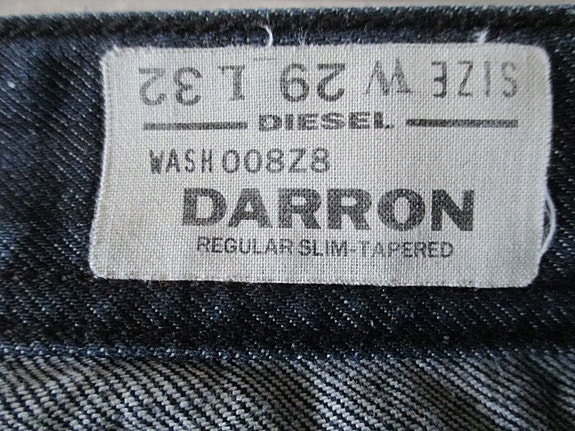 SIZE W 29 L 32
DIESEL
WASH 008Z8
DARRON
REGULAR SLIM-TAPERED